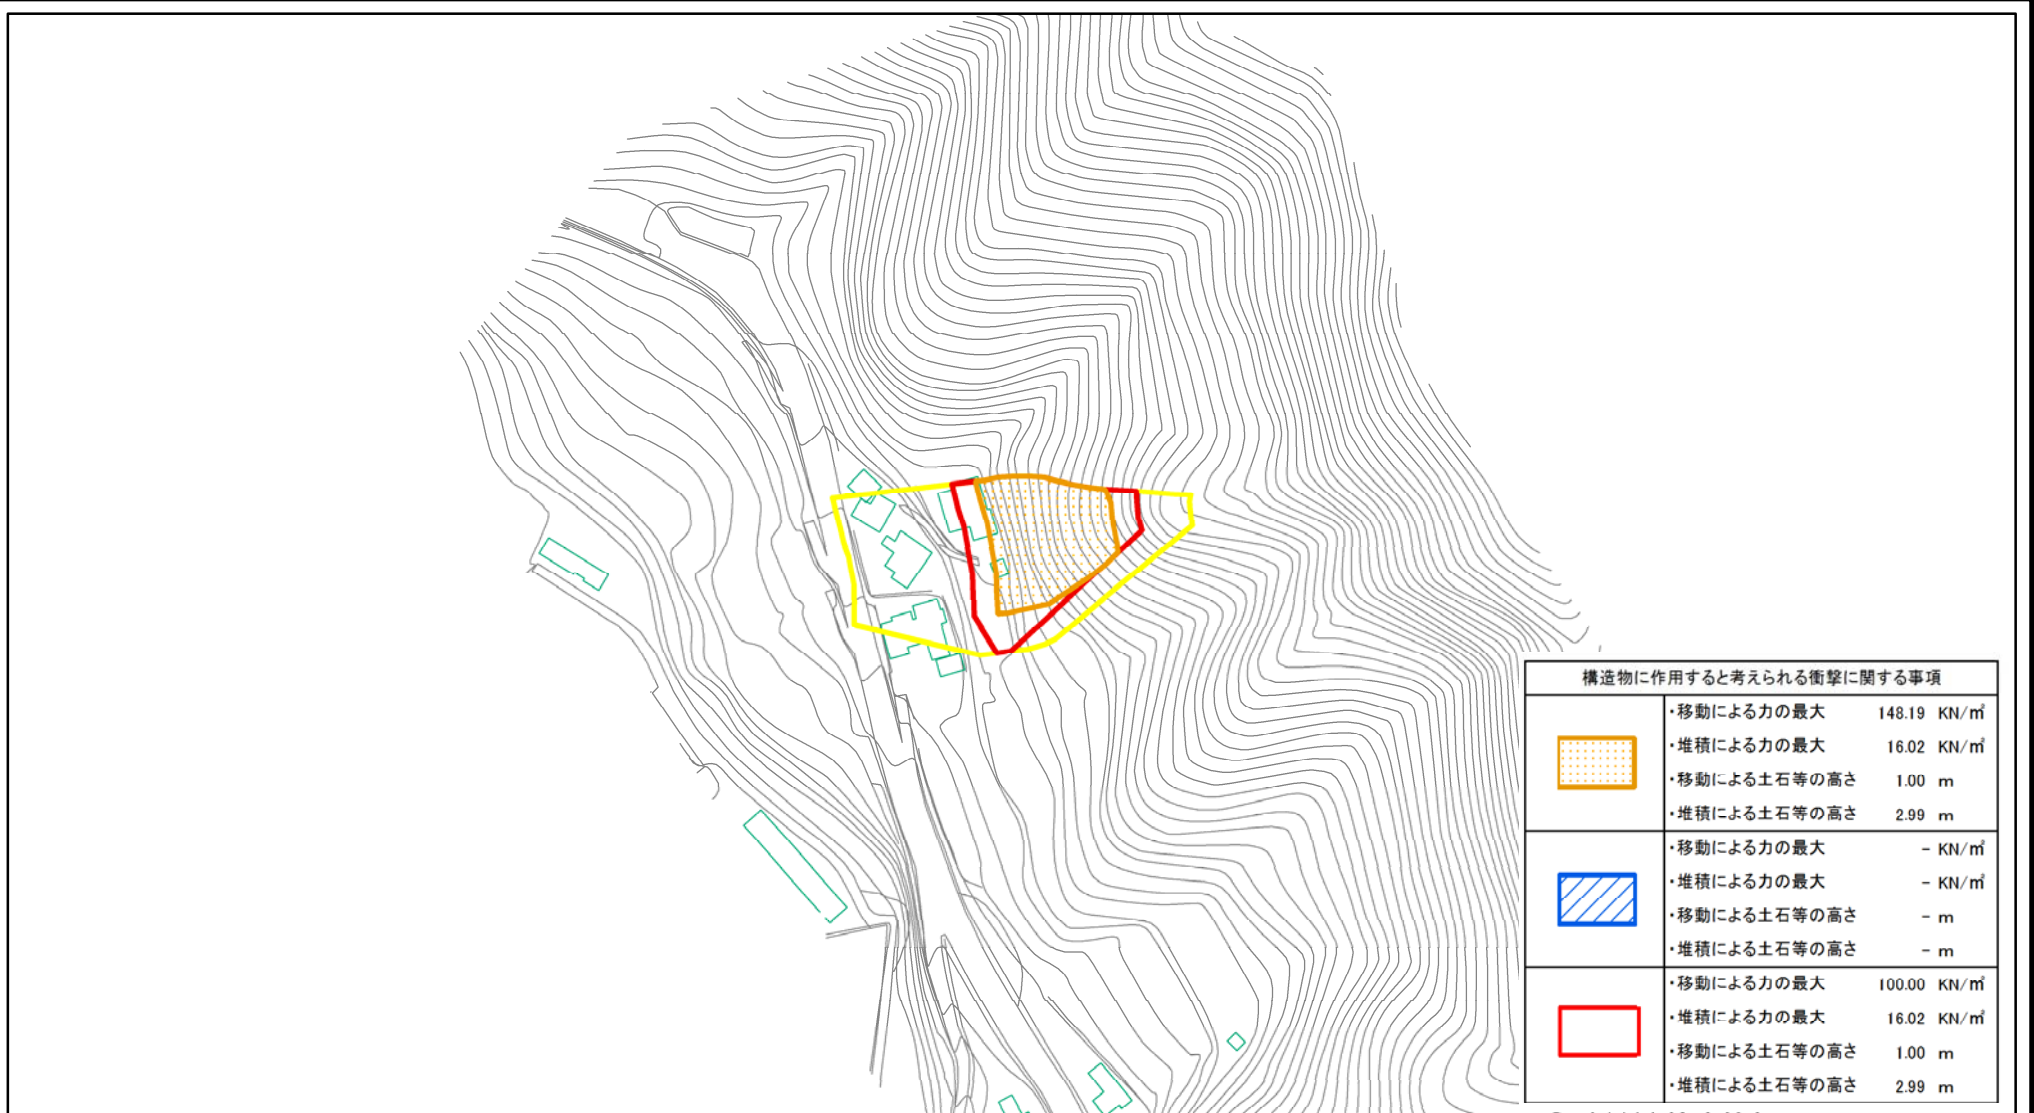 構造物に作用すると考えられる衝撃に関する事項
・移動による力の最大 148.19 KN/㎡
・堆積による力の最大 16.02 KN/㎡
・移動による土石等の高さ 1.00 m
・堆積による土石等の高さ 2.99 m
・移動による力の最大 - KN/㎡
・堆積による力の最大 - KN/㎡
・移動による土石等の高さ - m
・堆積による土石等の高さ - m
・移動による力の最大 100.00 KN/㎡
・堆積による力の最大 16.02 KN/㎡
・移動による土石等の高さ 1.00 m
・堆積による土石等の高さ 2.99 m